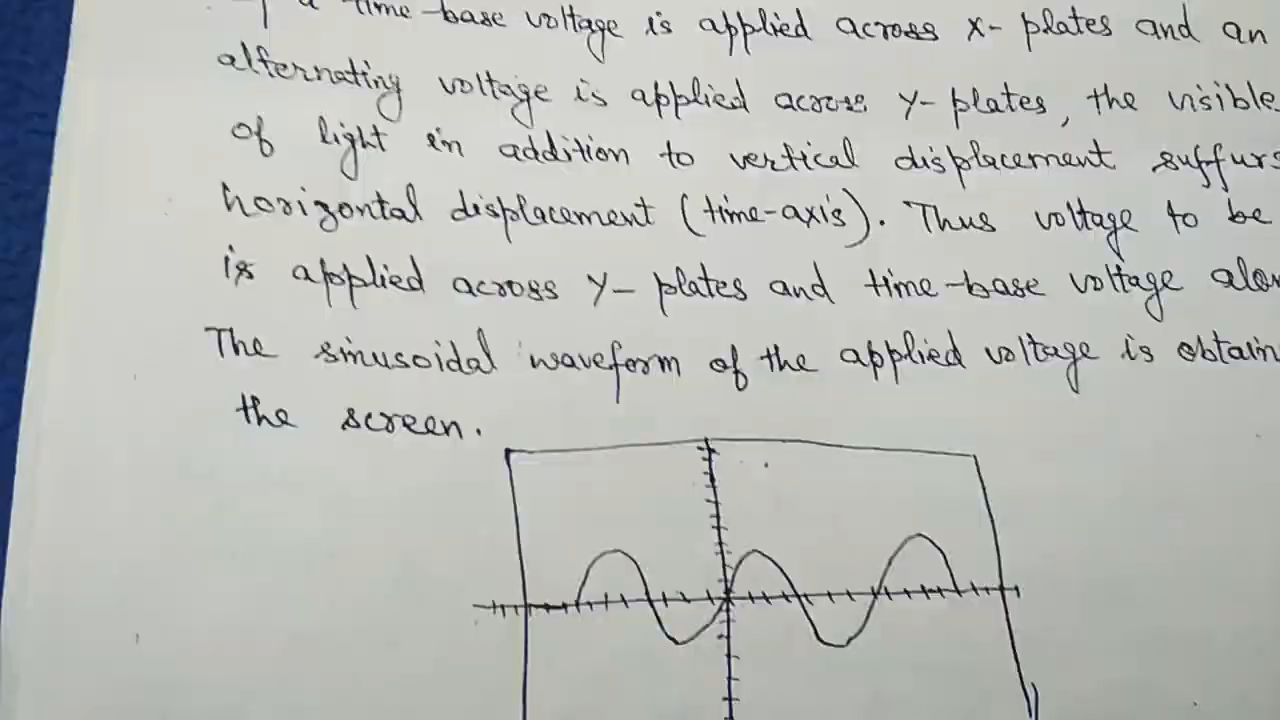 a time-base voltage is applied across x- plates and an
alternating voltage is applied across y- plates, the visible
of light in addition to vertical displacement suffurs
horizontal displacement (time-axis). Thus voltage to be
is applied across y- plates and time-base voltage
The sinusoidal waveform of the applied voltage is obtain
the screen.